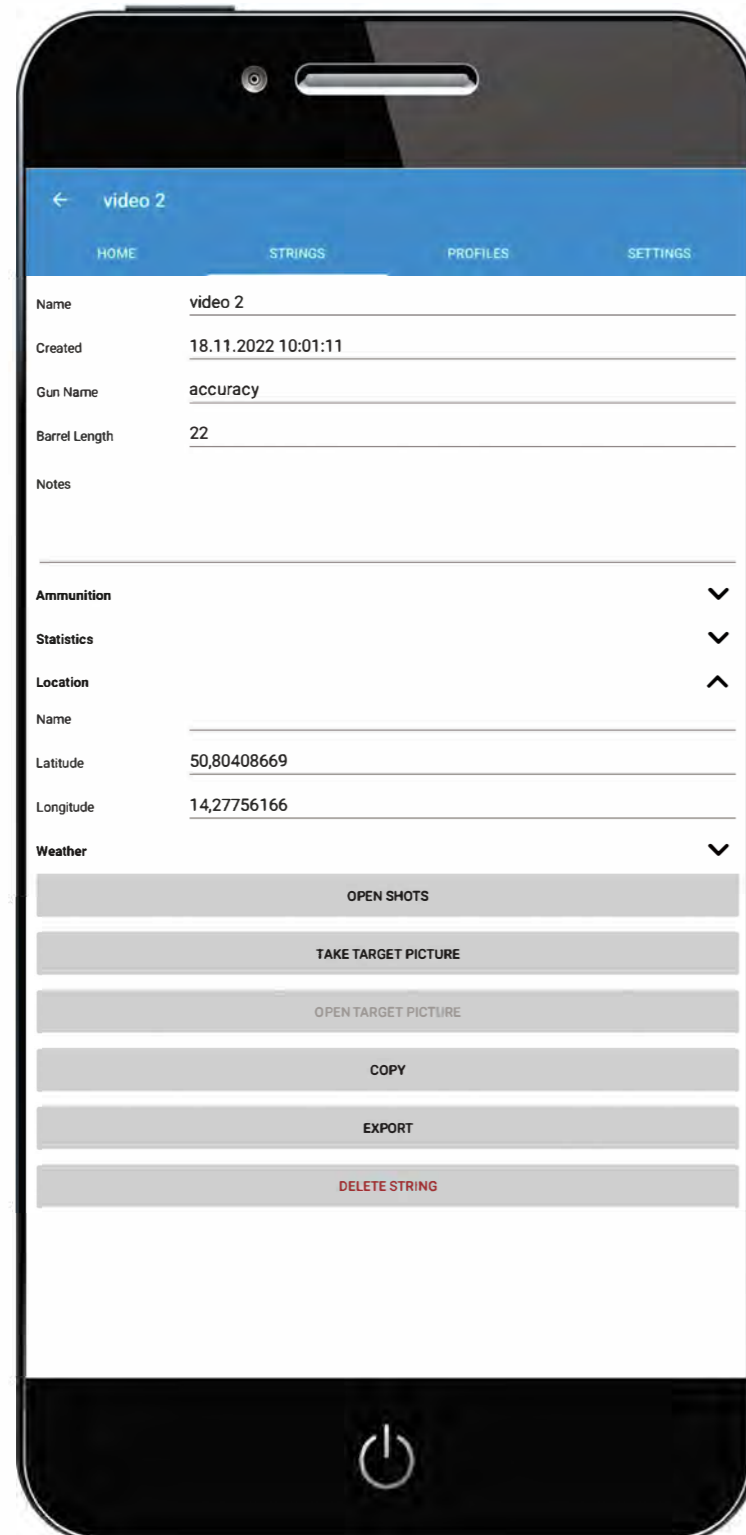 ← video 2
HOME STRINGS PROFILES SETTINGS
Name video 2
Created 18.11.2022 10:01:11
Gun Name accuracy
Barrel Length 22
Notes
Ammunition
Statistics
Location
Name
Latitude 50,80408669
Longitude 14,27756166
Weather
OPEN SHOTS
TAKE TARGET PICTURE
OPEN TARGET PICTURE
COPY
EXPORT
DELETE STRING